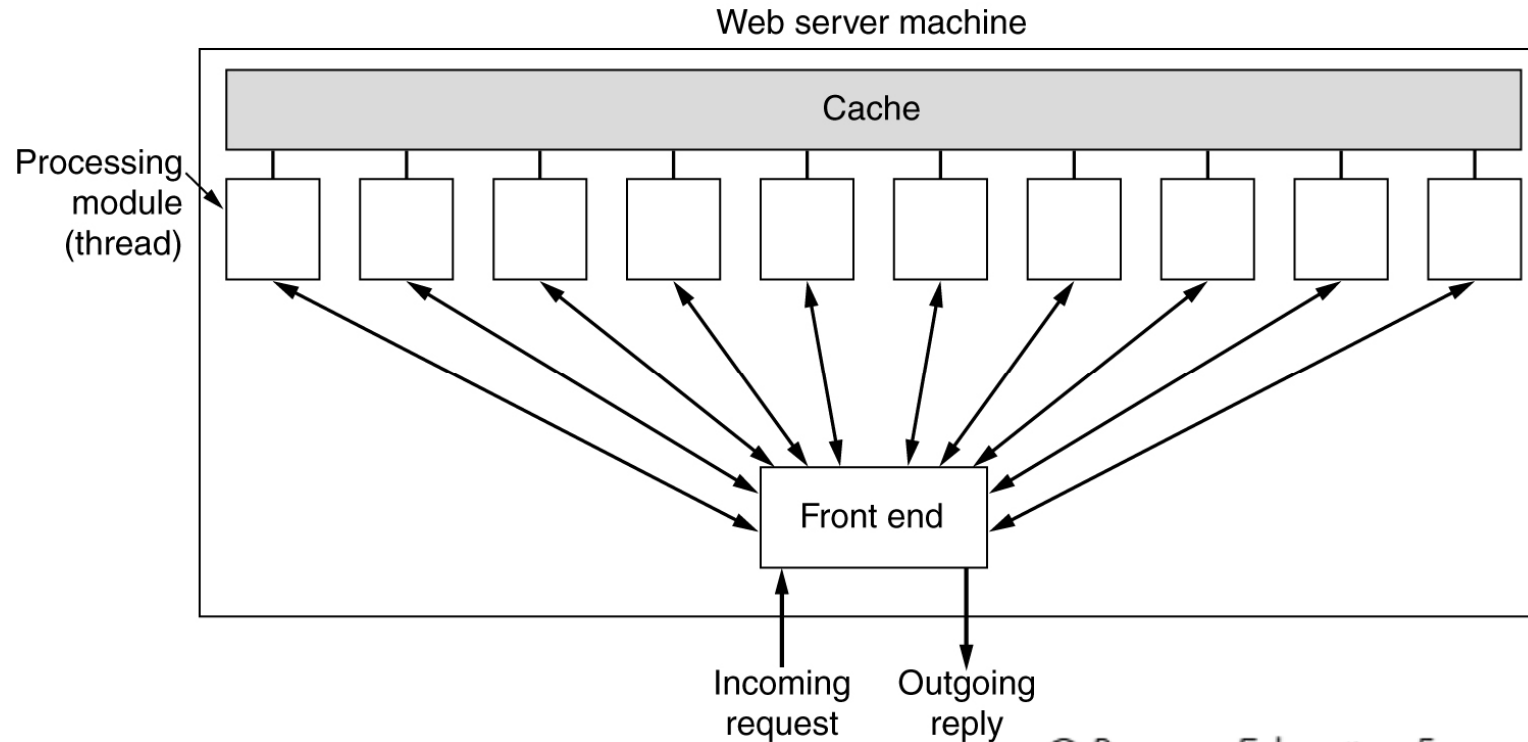 Web server machine
Cache
Processing
module
(thread)
Front end
Incoming
request
Outgoing
reply